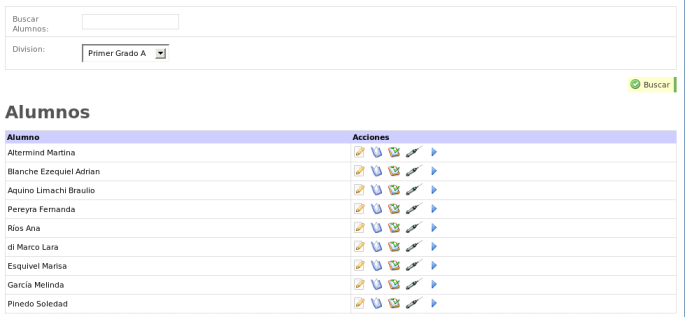 Buscar
Alumnos:
Division:
Primer Grado A
Buscar
Alumnos
Alumno Acciones
Altermind Martina
Blanche Ezequiel Adrian
Aquino Limachi Braulio
Pereyra Fernanda
Ríos Ana
di Marco Lara
Esquivel Marisa
García Melinda
Pinedo Soledad